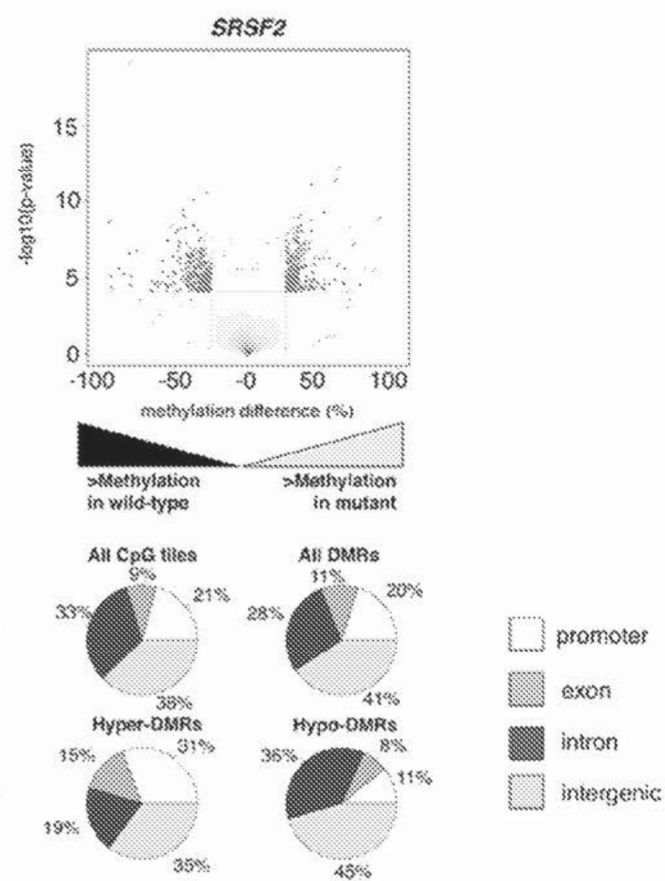 SRSF2
-log10(p-value)
15
10
5
0
-100 -50 -0 50 100
methylation difference (%)
>Methylation in wild-type
>Methylation in mutant
All CpG tiles
9%
21%
33%
38%
All DMRs
11%
20%
28%
41%
Hyper-DMRs
15%
31%
19%
35%
Hypo-DMRs
36%
8%
11%
45%
promoter
exon
intron
intergenic